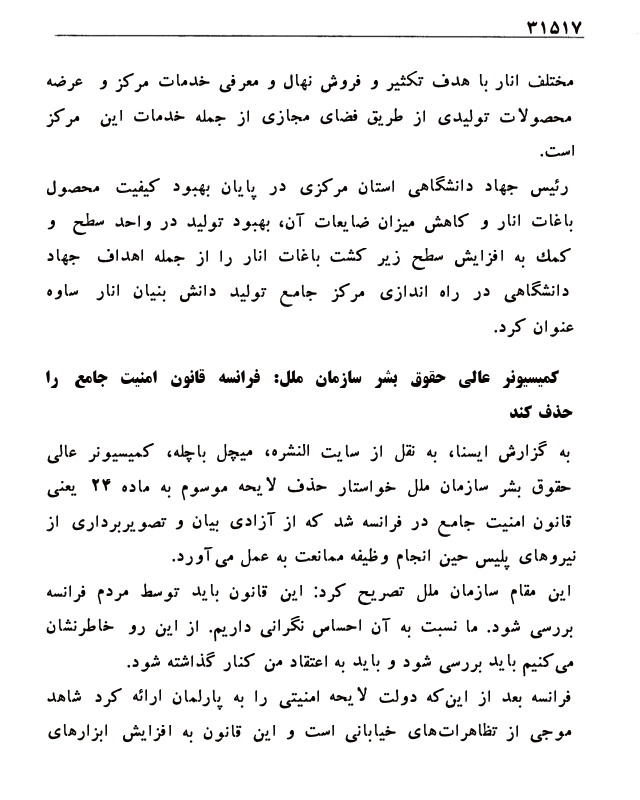 ۳۱۵۱۷
مختلف انار با هدف تکثیر و فروش نهال و معرفی خدمات مرکز و عرضه
محصولات تولیدی از طریق فضای مجازی از جمله خدمات این مرکز
است.
رئیس جهاد دانشگاهی استان مرکزی در پایان بهبود کیفیت محصول
باغات انار و کاهش میزان ضایعات آن، بهبود تولید در واحد سطح و
کمك به افزایش سطح زیر کشت باغات انار را از جمله اهداف جهاد
دانشگاهی در راه اندازی مرکز جامع تولید دانش بنیان انار ساوه
عنوان کرد.
کمیسیونر عالی حقوق بشر سازمان ملل: فرانسه قانون امنیت جامع را
حذف کند
به گزارش ایسنا، به نقل از سایت النشره، میچل باچله، کمیسیونر عالی
حقوق بشر سازمان ملل خواستار حذف لایحه موسوم به ماده ۲۴ یعنی
قانون امنیت جامع در فرانسه شد که از آزادی بیان و تصویربرداری از
نیروهای پلیس حین انجام وظیفه ممانعت به عمل می‌آورد.
این مقام سازمان ملل تصریح کرد: این قانون باید توسط مردم فرانسه
بررسی شود. ما نسبت به آن احساس نگرانی داریم. از این رو خاطرنشان
می‌کنیم باید بررسی شود و باید به اعتقاد من کنار گذاشته شود.
فرانسه بعد از این‌که دولت لایحه امنیتی را به پارلمان ارائه کرد شاهد
موجی از تظاهرات‌های خیابانی است و این قانون به افزایش ابزارهای